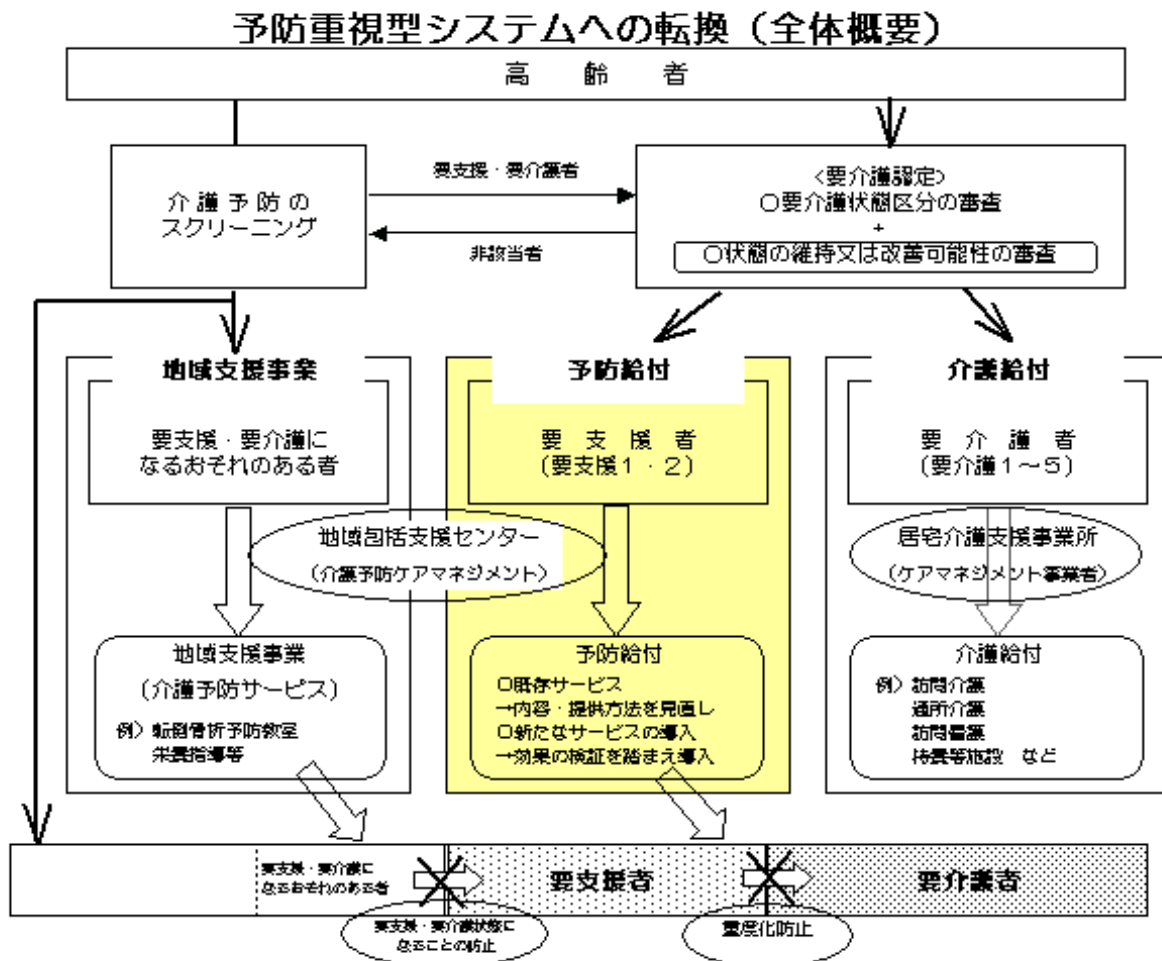 予防重視型システムへの転換（全体概要）
高　齢　者
介護予防の
スクリーニング
要支援・要介護者
非該当者
<要介護認定>
○要介護状態区分の審査
+
○状態の維持又は改善可能性の審査
地域支援事業
要支援・要介護に
なるおそれのある者
予防給付
要　支　援　者
（要支援１・２）
介護給付
要　介　護　者
（要介護１～５）
地域包括支援センター
（介護予防ケアマネジメント）
居宅介護支援事業所
（ケアマネジメント事業者）
地域支援事業
（介護予防サービス）
例）転倒骨折予防教室
栄養指導等
予防給付
○既存サービス
→内容・提供方法を見直し
○新たなサービスの導入
→効果の検証を踏まえ導入
介護給付
例）訪問介護
通所介護
訪問看護
特養等施設　など
要支援・要介護に
なるおそれのある者
要支援者
要介護者
要支援・要介護状態に
なることの防止
重度化防止